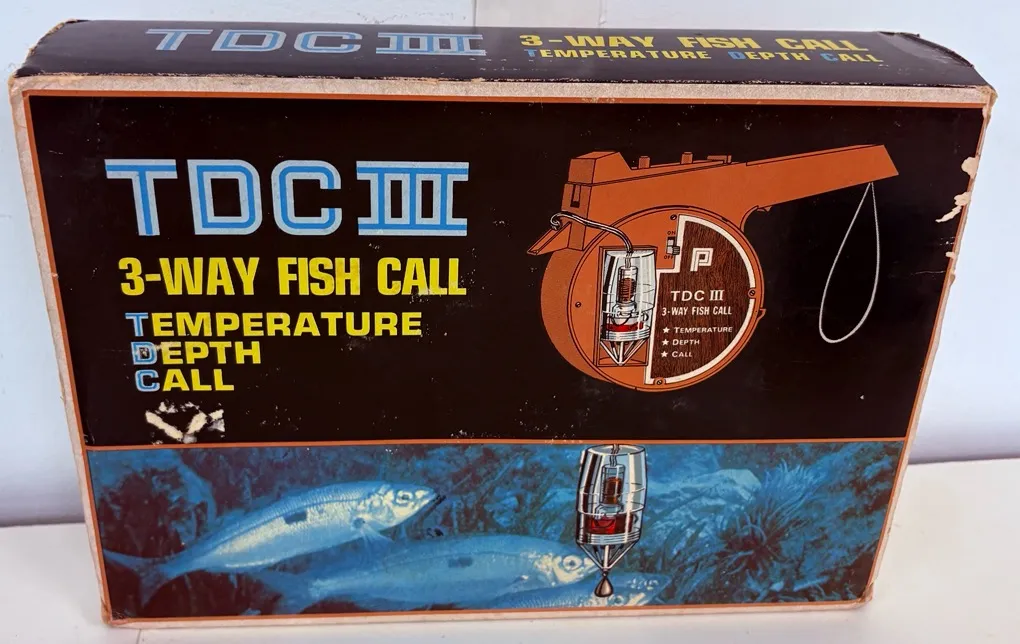 TDC III
3-WAY FISH CALL
TEMPERATURE DEPTH CALL
TDC III
3-WAY FISH CALL
TEMPERATURE
DEPTH
CALL
ON
OFF
P
TDC III
3-WAY FISH CALL
★ TEMPERATURE
★ DEPTH
★ CALL